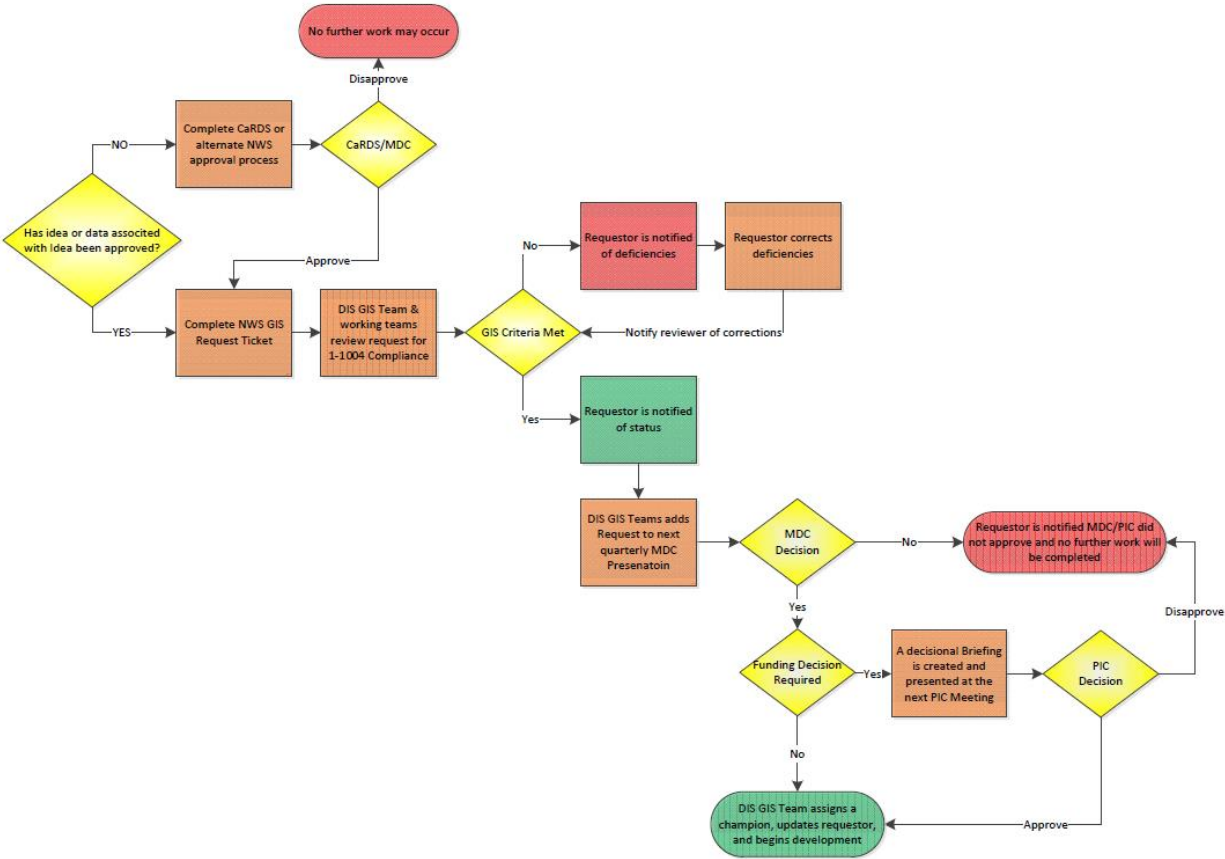 No further work may occur
Disapprove
NO
Complete CaRDS or
alternate NWS
approval process
CaRDS/MDC
Has idea or data associted
with Idea been approved?
Approve
YES
Complete NWS GIS
Request Ticket
DIS GIS Team &
working teams
review request for
1-1004 Compliance
GIS Criteria Met
No
Requestor is notified
of deficiencies
Requestor corrects
deficiencies
Notify reviewer of corrections
Yes
Requestor is notified
of status
DIS GIS Teams adds
Request to next
quarterly MDC
Presenatoin
MDC
Decision
No
Requestor is notified MDC/PIC did
not approve and no further work will
be completed
Yes
Disapprove
Funding Decision
Required
Yes
A decisional Briefing
is created and
presented at the
next PIC Meeting
PIC
Decision
No
DIS GIS Team assigns a
champion, updates requestor,
and begins development
Approve